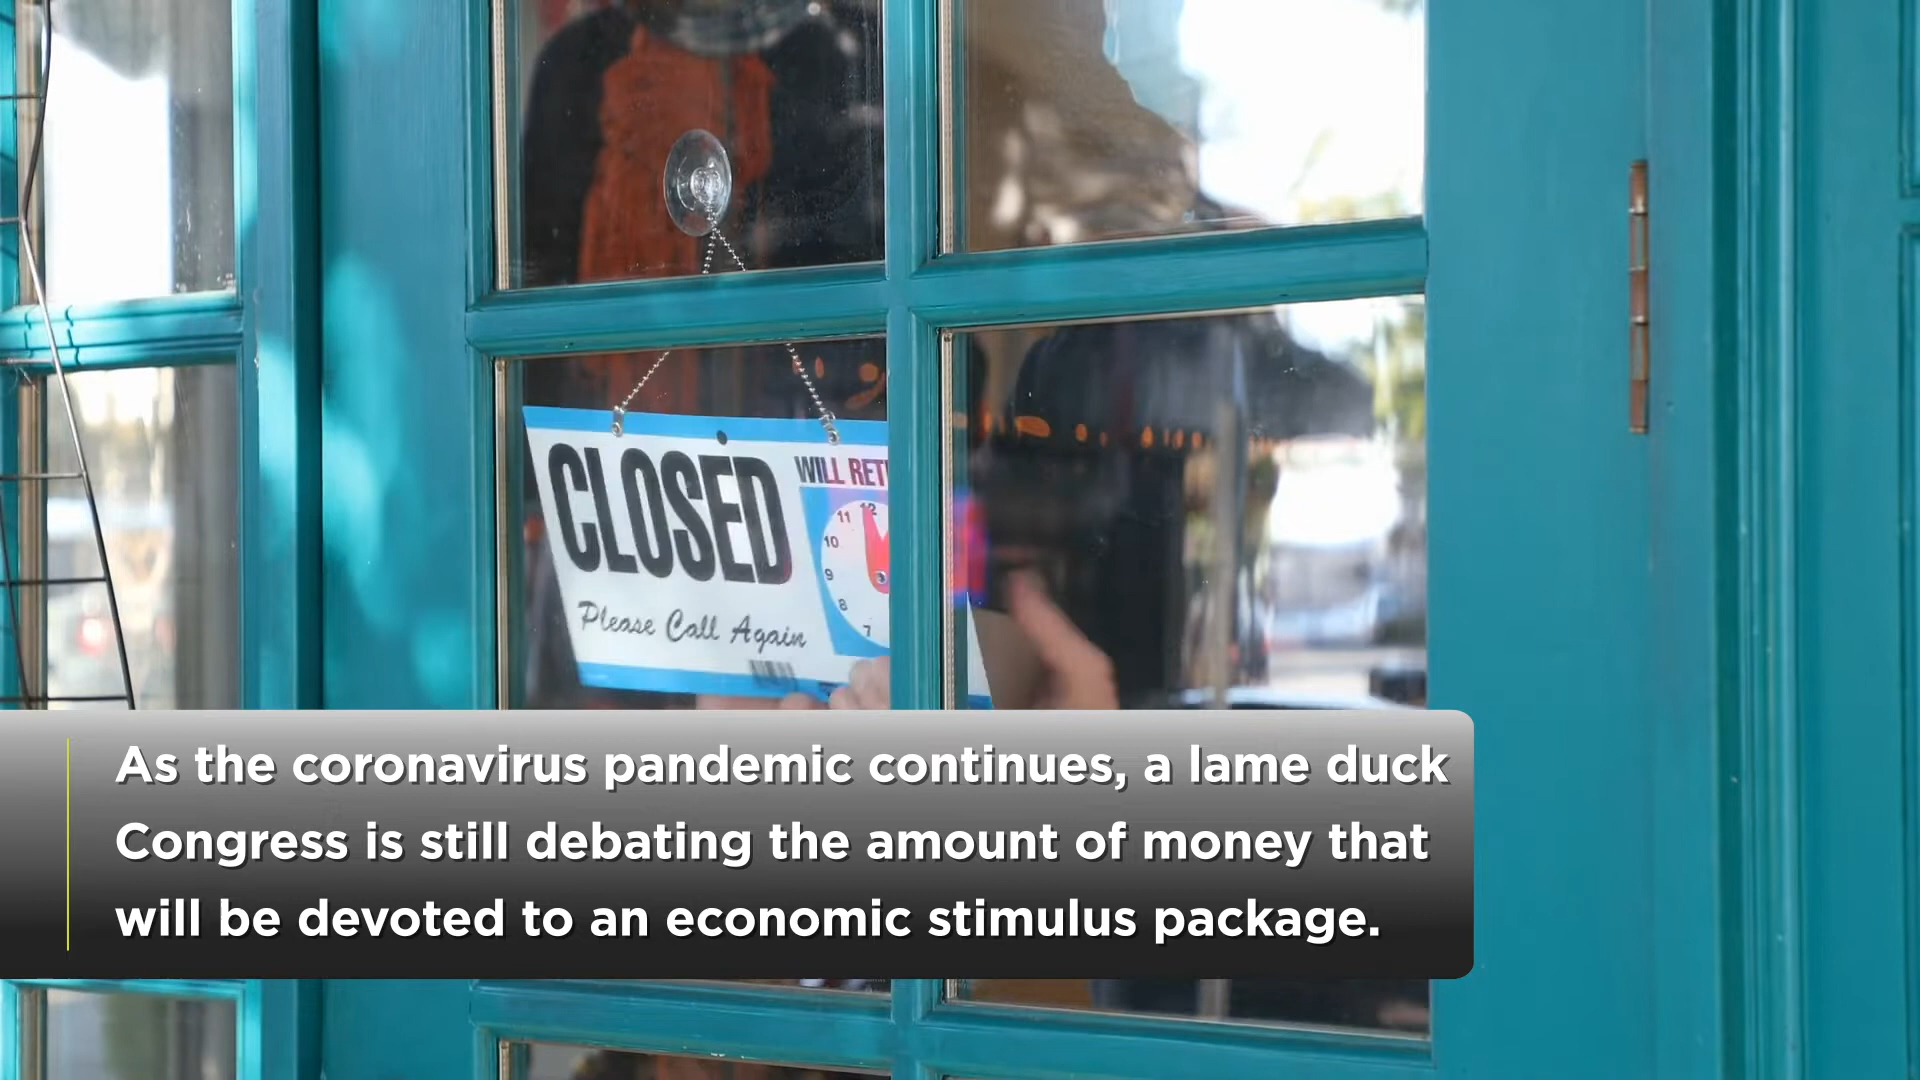 CLOSED
WILL
Please Call Again
12
11
10
9
8
7
As the coronavirus pandemic continues, a lame duck
Congress is still debating the amount of money that
will be devoted to an economic stimulus package.